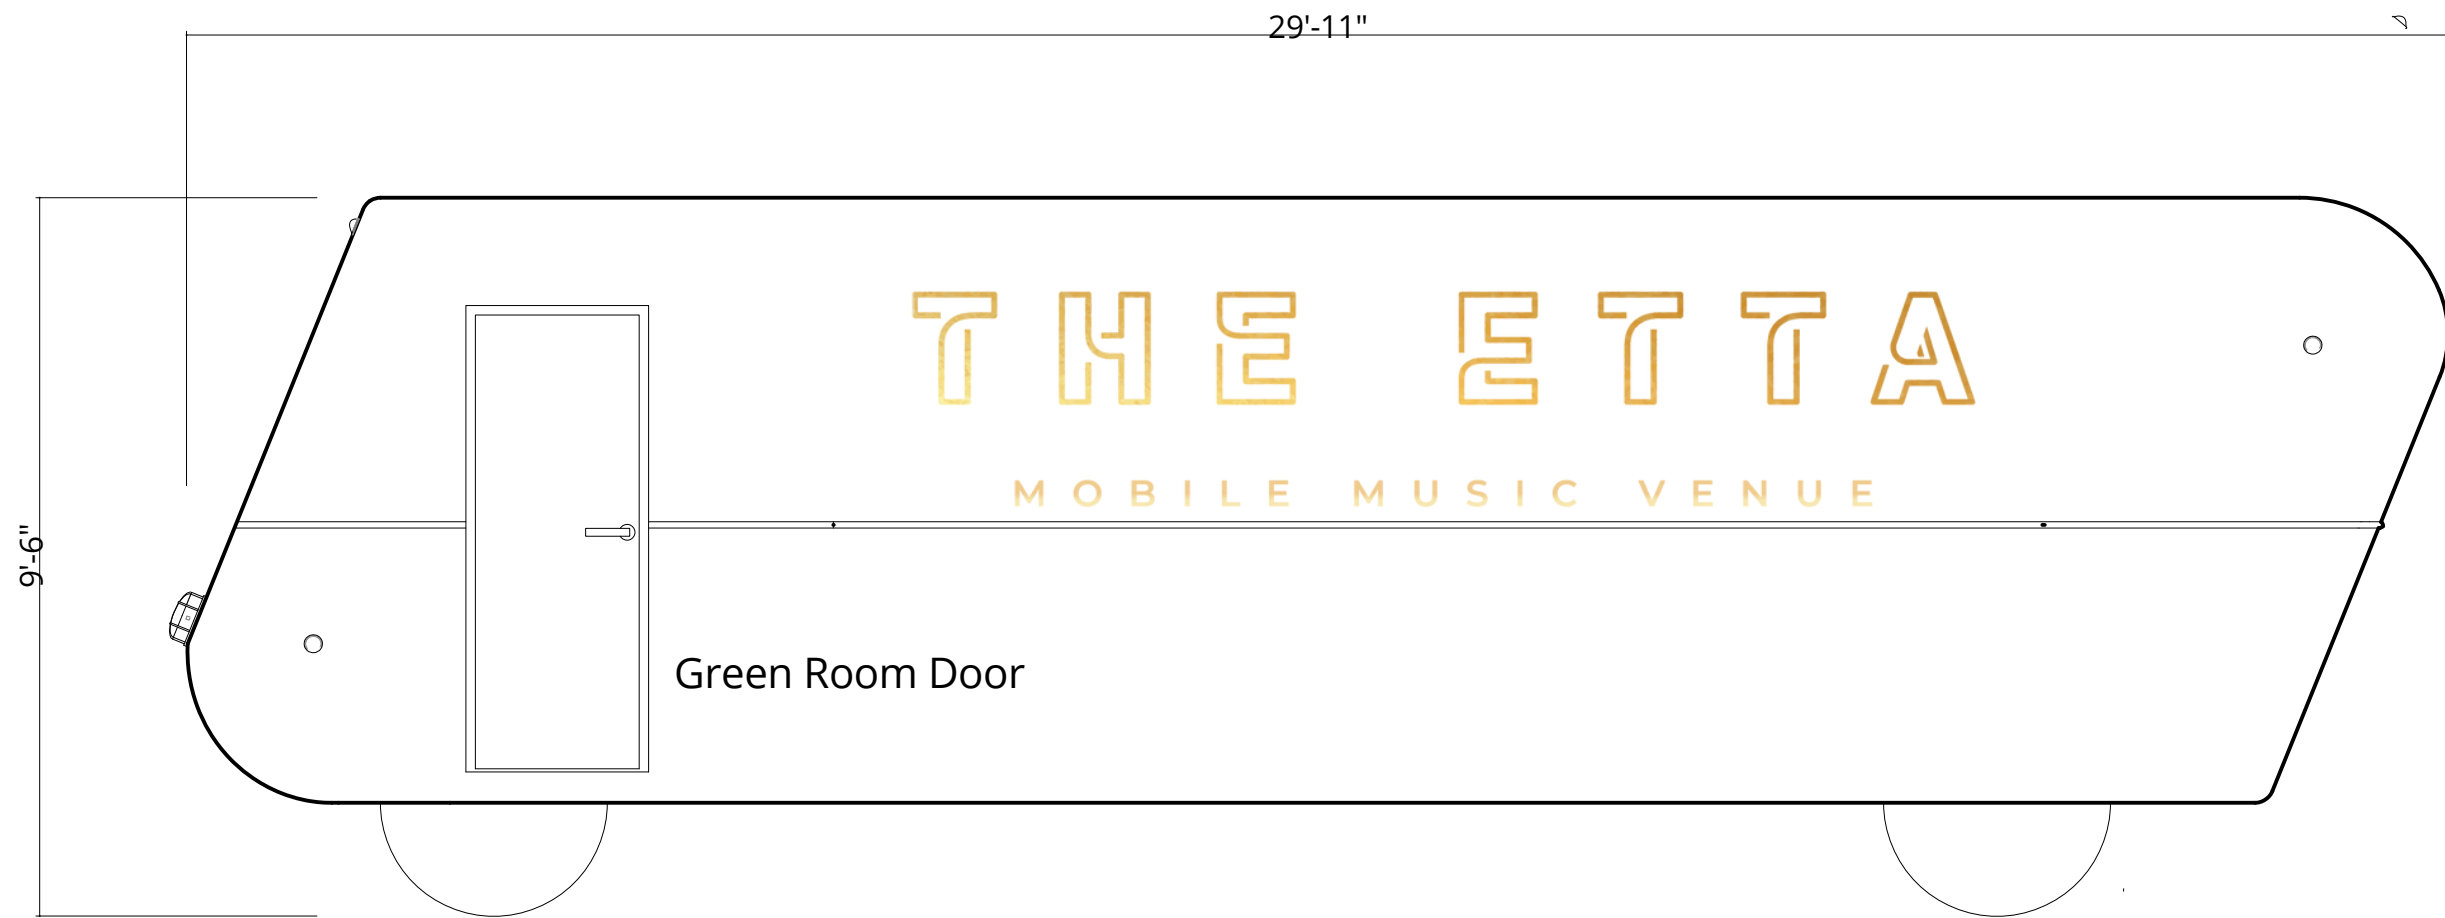 29'-11"
THE ETTA
MOBILE MUSIC VENUE
9'-6"
Green Room Door